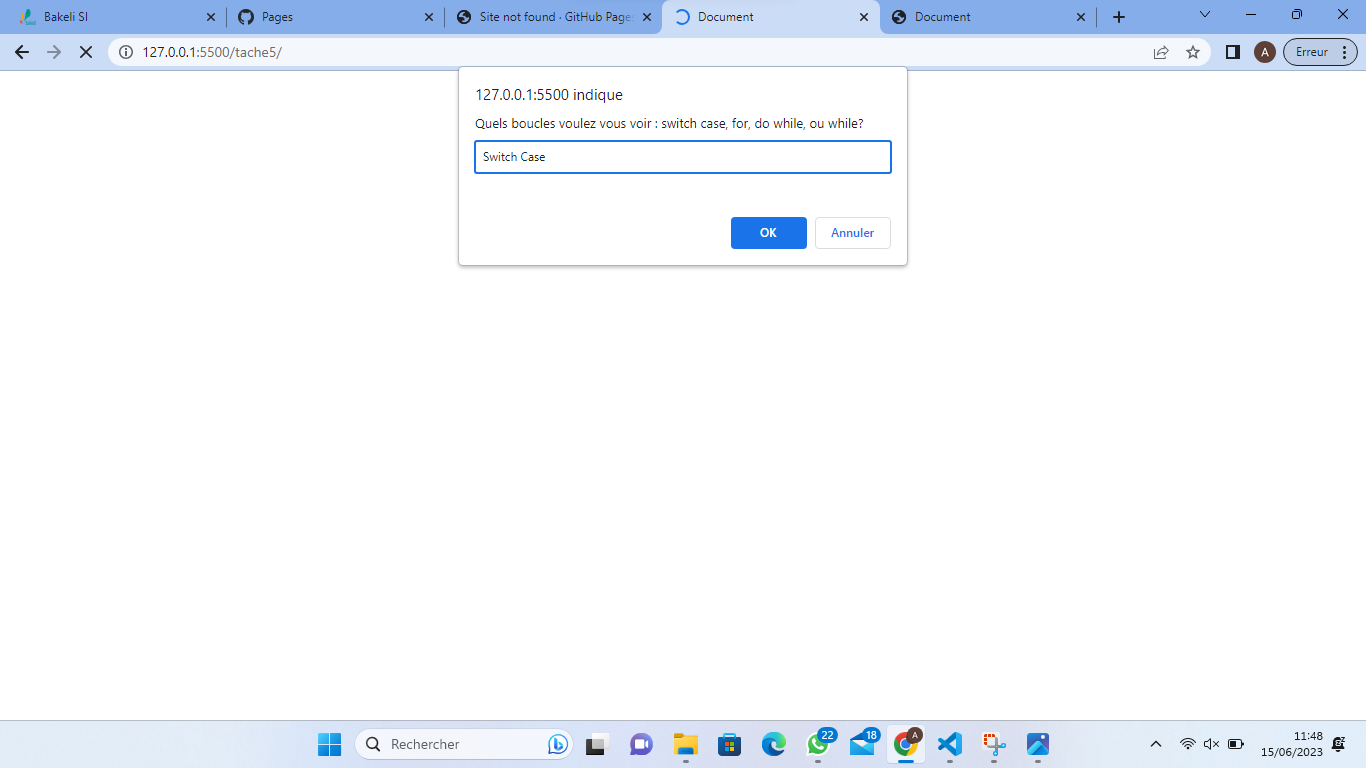 Bakeli SI
Pages
Site not found · GitHub Page
Document
Document
127.0.0.1:5500/tache5/
A
Erreur
127.0.0.1:5500 indique
Quels boucles voulez vous voir : switch case, for, do while, ou while?
Switch Case
OK
Annuler
Rechercher
22
18
A
11:48
15/06/2023